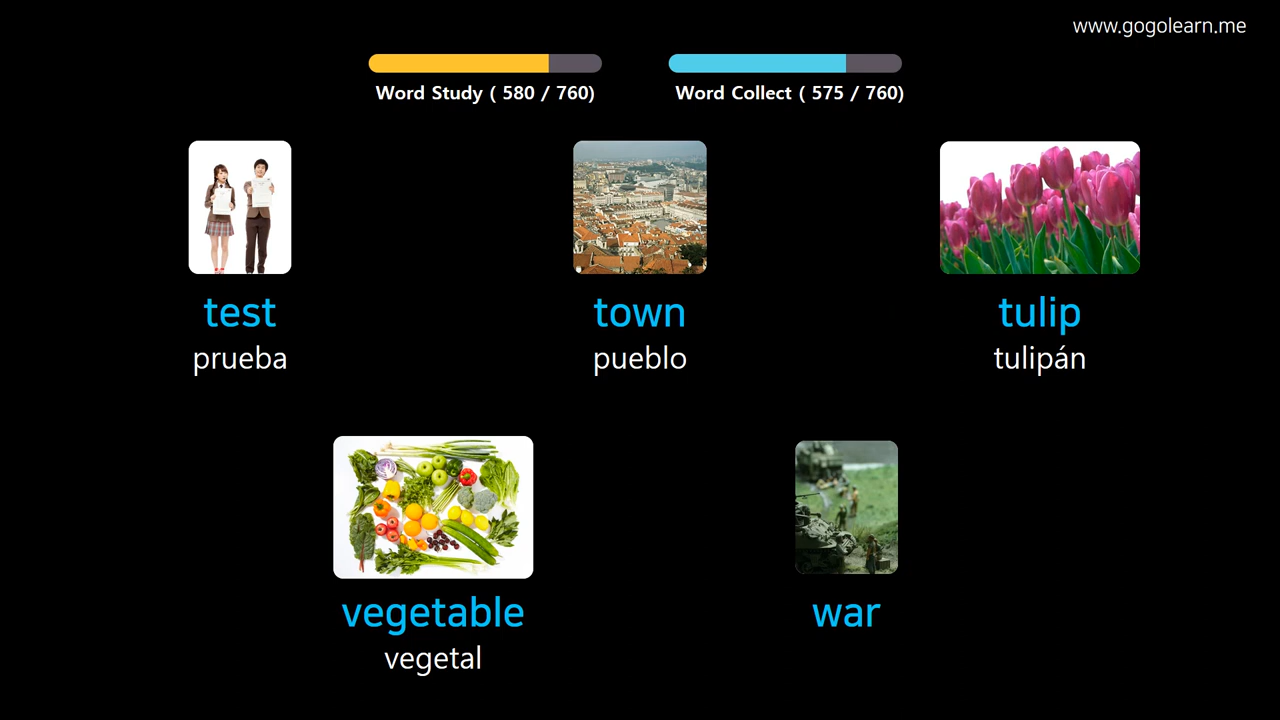 www.gogolearn.me
Word Study ( 580 / 760)
Word Collect ( 575 / 760)
test
prueba
town
pueblo
tulip
tulipán
vegetable
vegetal
war